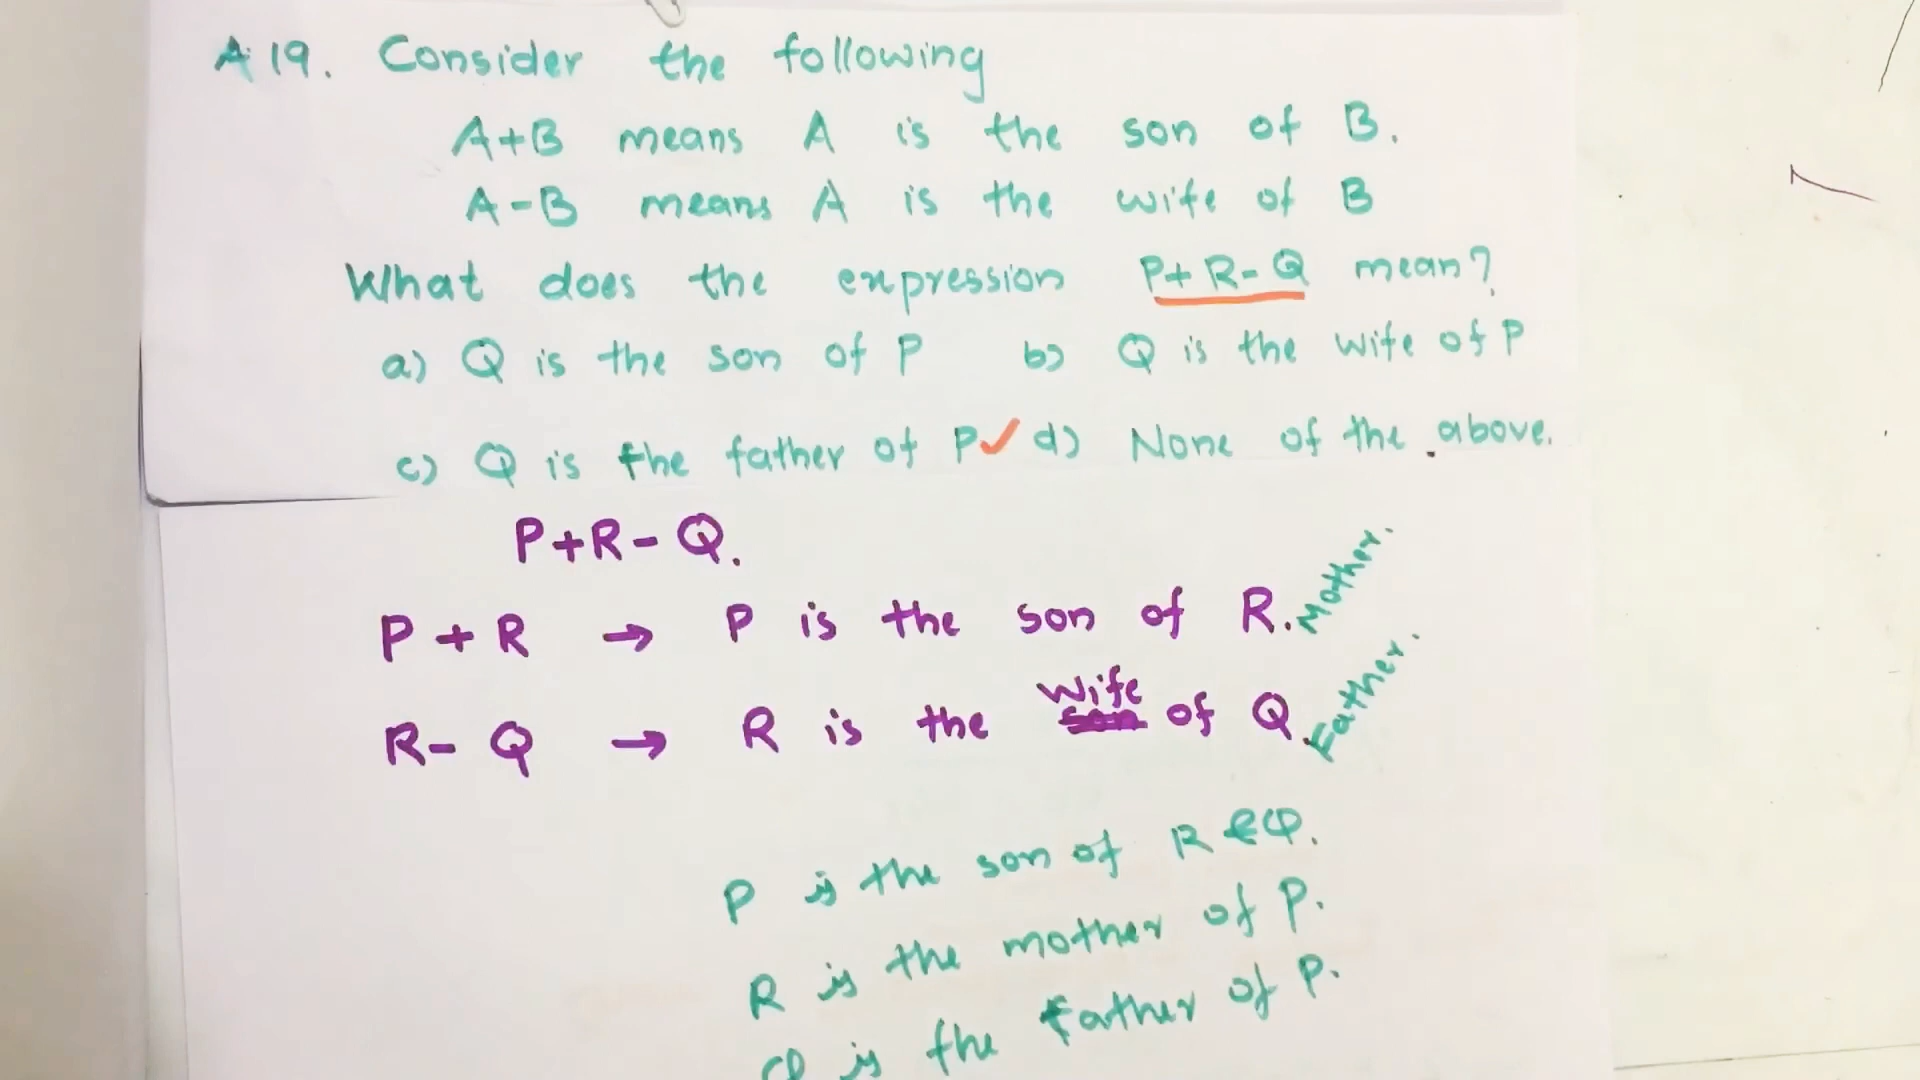 A 19. Consider the following
A+B means A is the son of B.
A-B means A is the wife of B
What does the expression P+R-Q mean?
a) Q is the son of P b) Q is the wife of P
c) Q is the father of P✓ d) None of the above.
P+R-Q.
P+R → P is the son of R. Mother.
R-Q → R is the wife of Q. Father.
P is the son of R & Q.
R is the mother of P.
Q is the father of P.